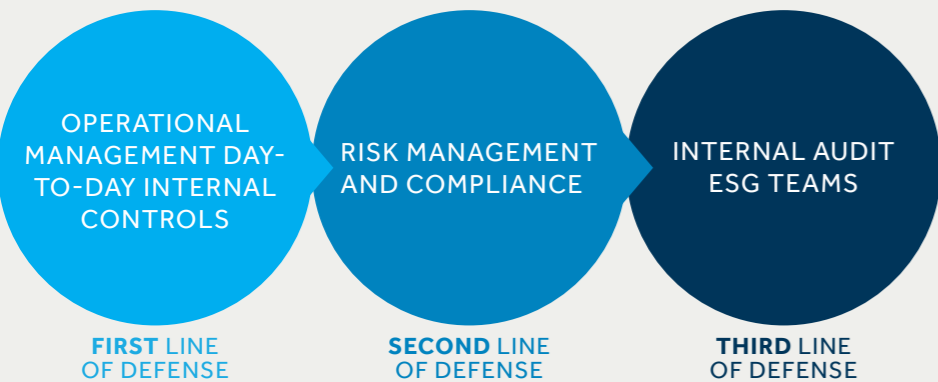 OPERATIONAL
MANAGEMENT DAY-
TO-DAY INTERNAL
CONTROLS
FIRST LINE
OF DEFENSE
RISK MANAGEMENT
AND COMPLIANCE
SECOND LINE
OF DEFENSE
INTERNAL AUDIT
ESG TEAMS
THIRD LINE
OF DEFENSE